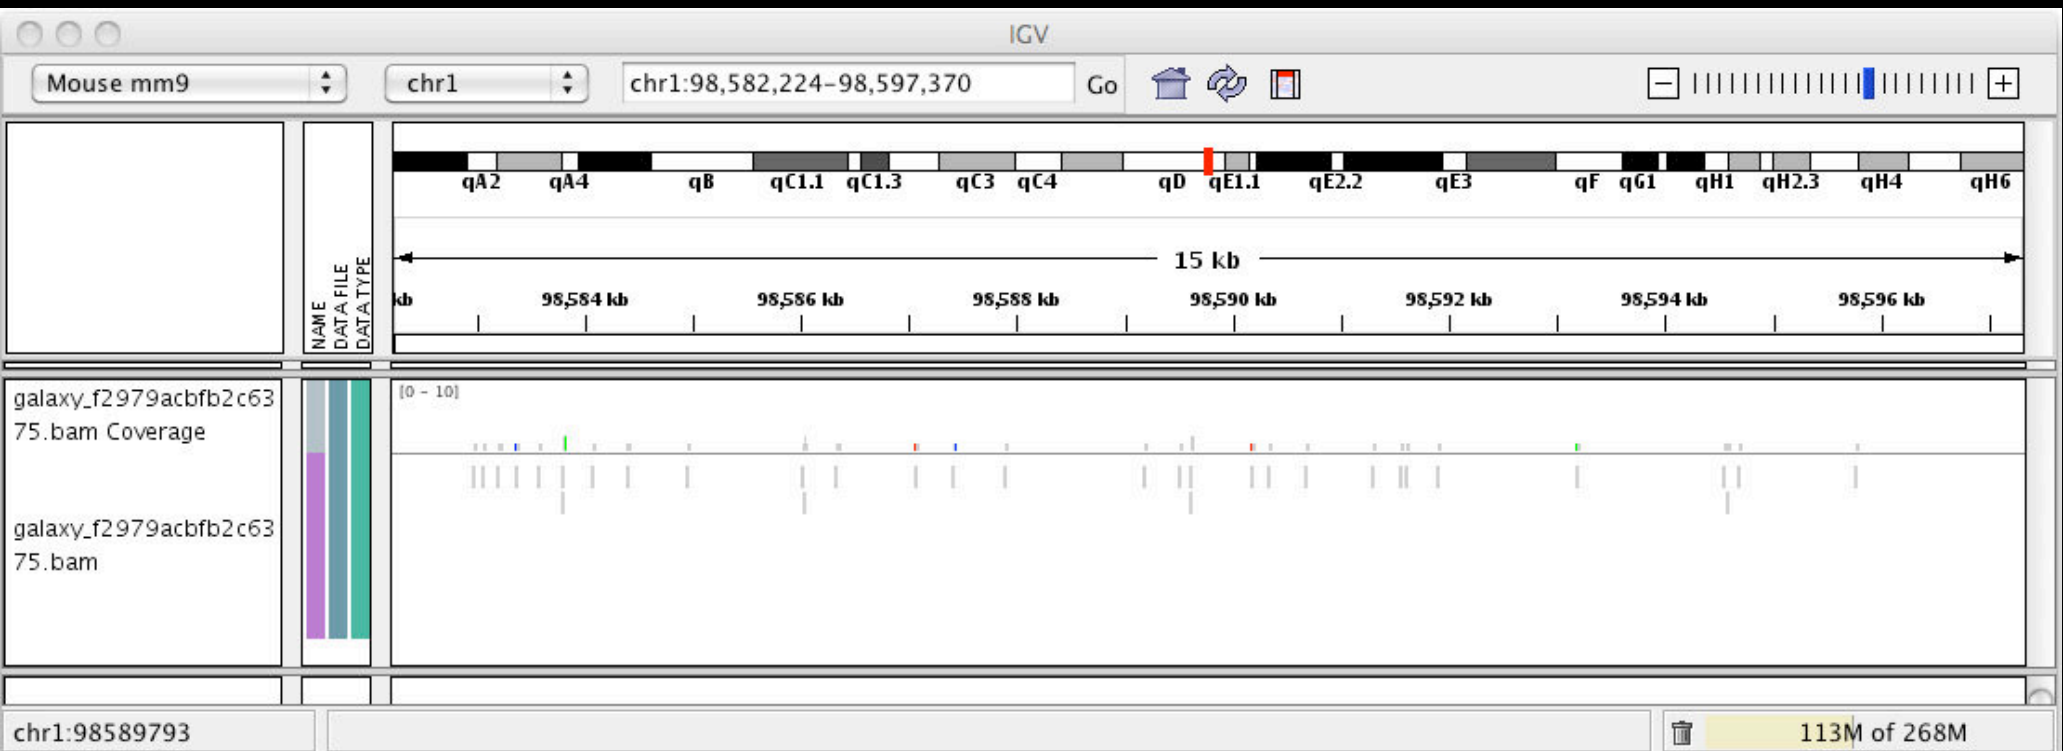 IGV
Mouse mm9 chr1 chr1:98,582,224-98,597,370 Go
qA2 qA4 qB qC1.1 qC1.3 qC3 qC4 qD qE1.1 qE2.2 qE3 qF qG1 qH1 qH2.3 qH4 qH6
15 kb
NAME
DATA FILE
DATA TYPE
kb 98,584 kb 98,586 kb 98,588 kb 98,590 kb 98,592 kb 98,594 kb 98,596 kb
galaxy_f2979acbfb2c63
75.bam Coverage
[0 - 10]
galaxy_f2979acbfb2c63
75.bam
chr1:98589793 113M of 268M